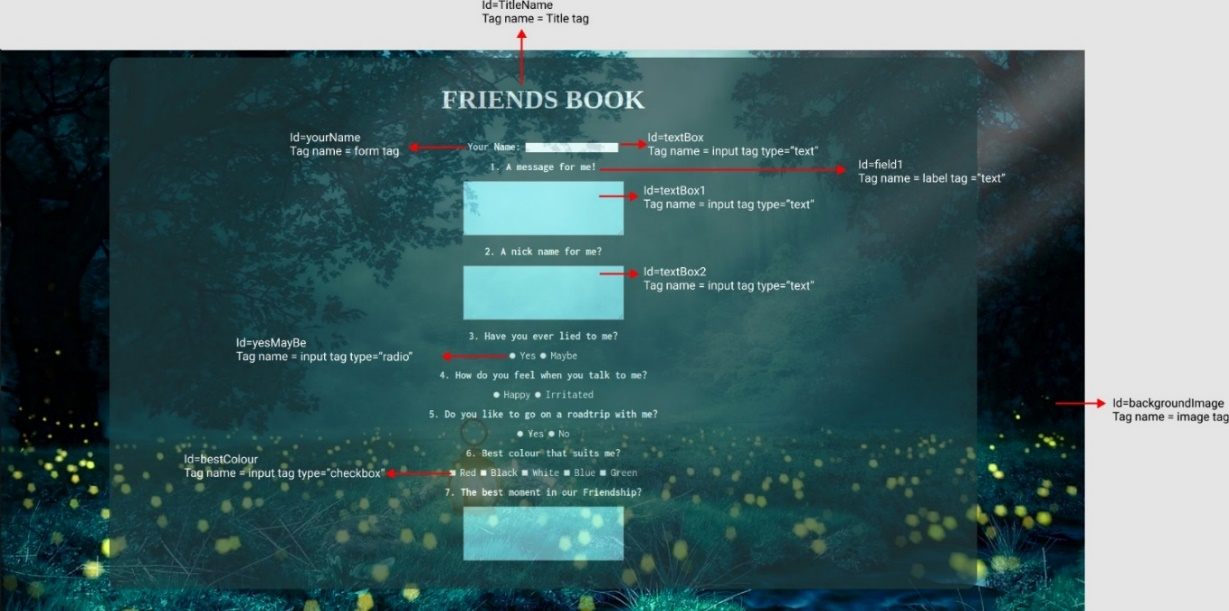 Id=TitleName
Tag name = Title tag
FRIENDS BOOK
Id=yourName
Tag name = form tag
Your Name:
Id=textBox
Tag name = input tag type="text"
1. A message for me!
Id=field1
Tag name = label tag ="text"
Id=textBox1
Tag name = input tag type="text"
2. A nick name for me?
Id=textBox2
Tag name = input tag type="text"
3. Have you ever lied to me?
Id=yesMayBe
Tag name = input tag type="radio"
Yes Maybe
4. How do you feel when you talk to me?
Happy Irritated
Id=backgroundImage
Tag name = image tag
5. Do you like to go on a roadtrip with me?
Yes No
6. Best colour that suits me?
Id=bestColour
Tag name = input tag type="checkbox"
Red Black White Blue Green
7. The best moment in our Friendship?